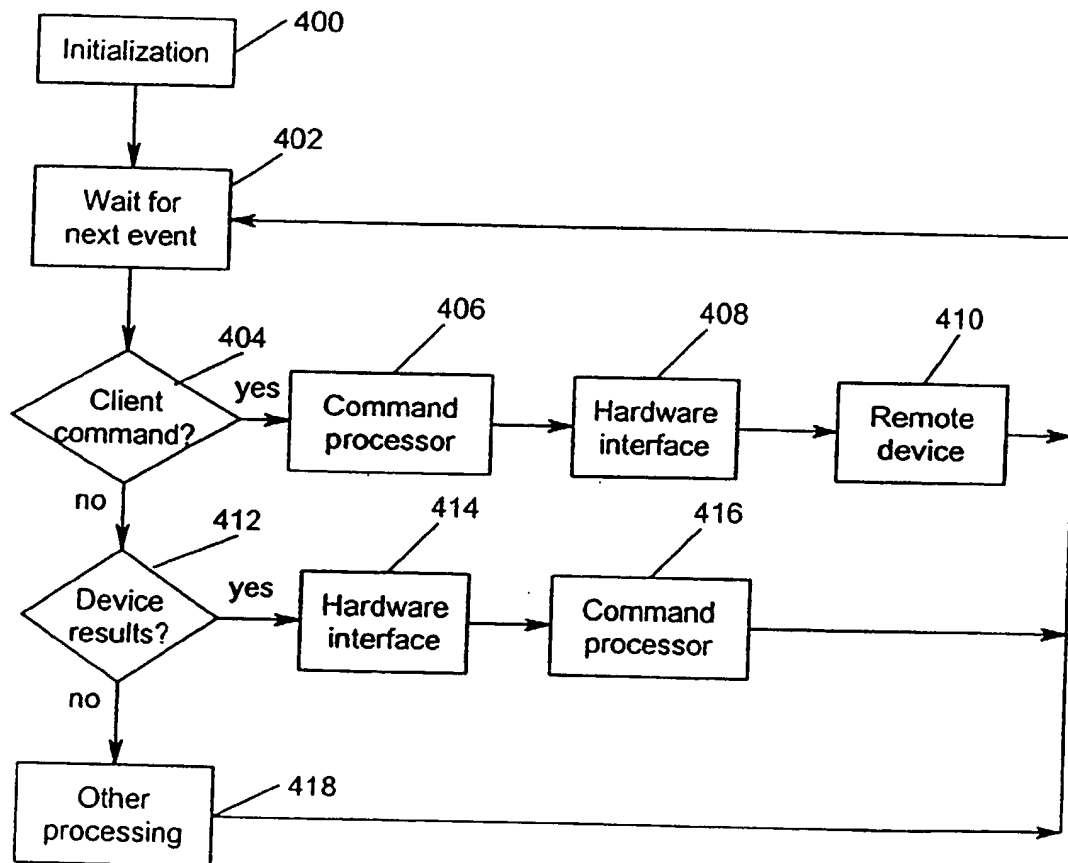 400
Initialization
402
Wait for
next event
404
Client
command?
yes
406
Command
processor
408
Hardware
interface
410
Remote
device
no
412
Device
results?
yes
414
Hardware
interface
416
Command
processor
no
418
Other
processing